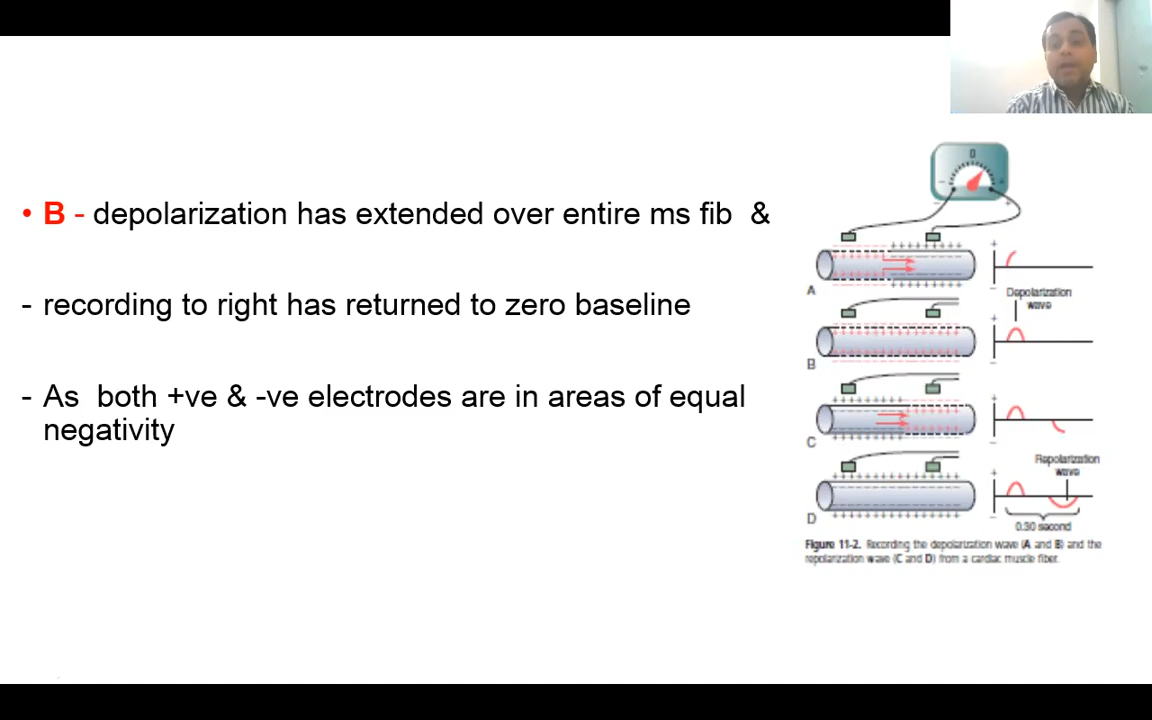 • B - depolarization has extended over entire ms fib &
- recording to right has returned to zero baseline
- As both +ve & -ve electrodes are in areas of equal
negativity
0
A
Depolarization
wave
B
C
Repolarization
wave
D
0.30 second
Figure 11-2. Recording the depolarization wave (A and B) and the
repolarization wave (C and D) from a cardiac muscle fiber.